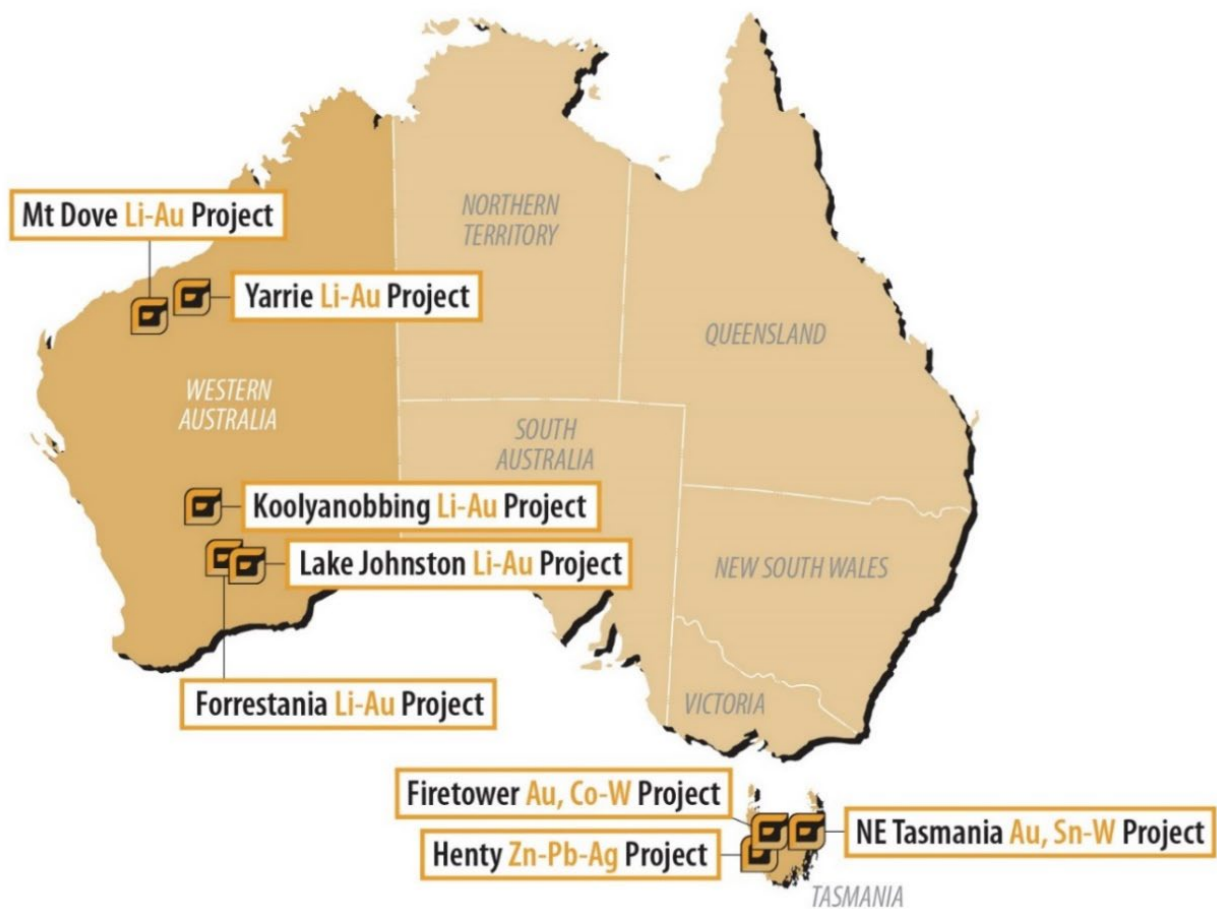 NORTHERN
TERRITORY
Mt Dove Li-Au Project
Yarrie Li-Au Project
QUEENSLAND
WESTERN
AUSTRALIA
SOUTH
AUSTRALIA
Koolyanobbing Li-Au Project
Lake Johnston Li-Au Project
NEW SOUTH WALES
Forrestania Li-Au Project
VICTORIA
Firetower Au, Co-W Project
NE Tasmania Au, Sn-W Project
Henty Zn-Pb-Ag Project
TASMANIA